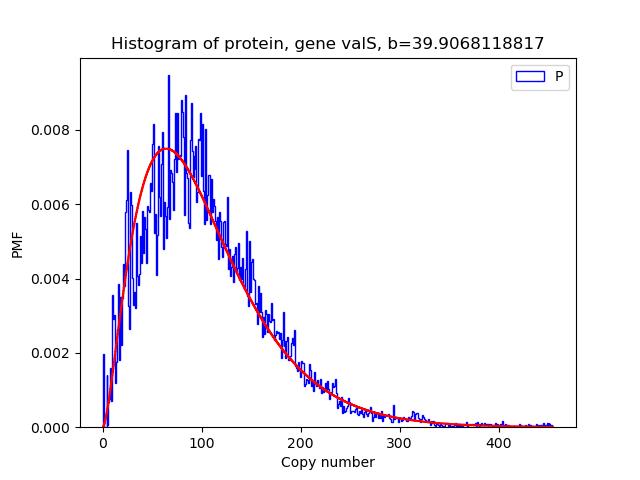 Histogram of protein, gene valS, b=39.9068118817
P
0.008
0.006
0.004
0.002
0.000
PMF
0
100
200
300
400
Copy number